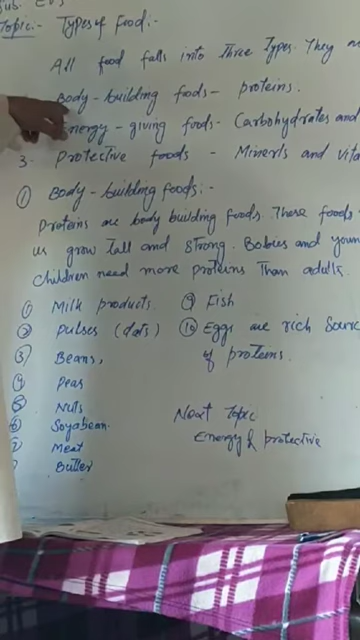 Sub. EVS
Topic:- Types of Food:-
All food falls into Three Types. They a
Body-building foods- proteins.
Energy-giving foods- Carbohydrates and
3- Protective foods - Minerls and vita
① Body-building foods:-
Proteins are body building foods. These foods
us grow Tall and Strong. Babies and youn
children need more proteins Than adults.
① Milk products. ⑨ Fish
② Pulses (dals) ⑩ Eggs are rich Source
③ Beans, of proteins.
④ Peas
⑤ Nuts
⑥ Soyabean.
⑦ Meat
Butter
Next Topic
Energy & protective